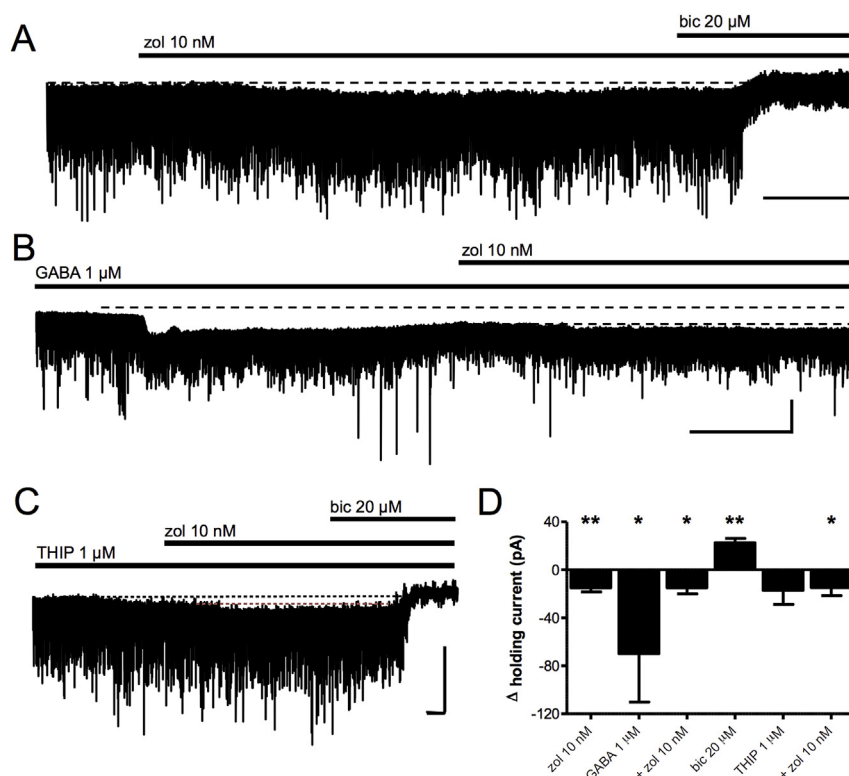 A
bic 20 µM
zol 10 nM
B
zol 10 nM
GABA 1 µM
C
bic 20 µM
zol 10 nM
THIP 1 µM
D
** * * ** *
40
0
-40
-80
-120
Δ holding current (pA)
zol 10 nM
GABA 1 µM
+ zol 10 nM
bic 20 µM
THIP 1 µM
+ zol 10 nM